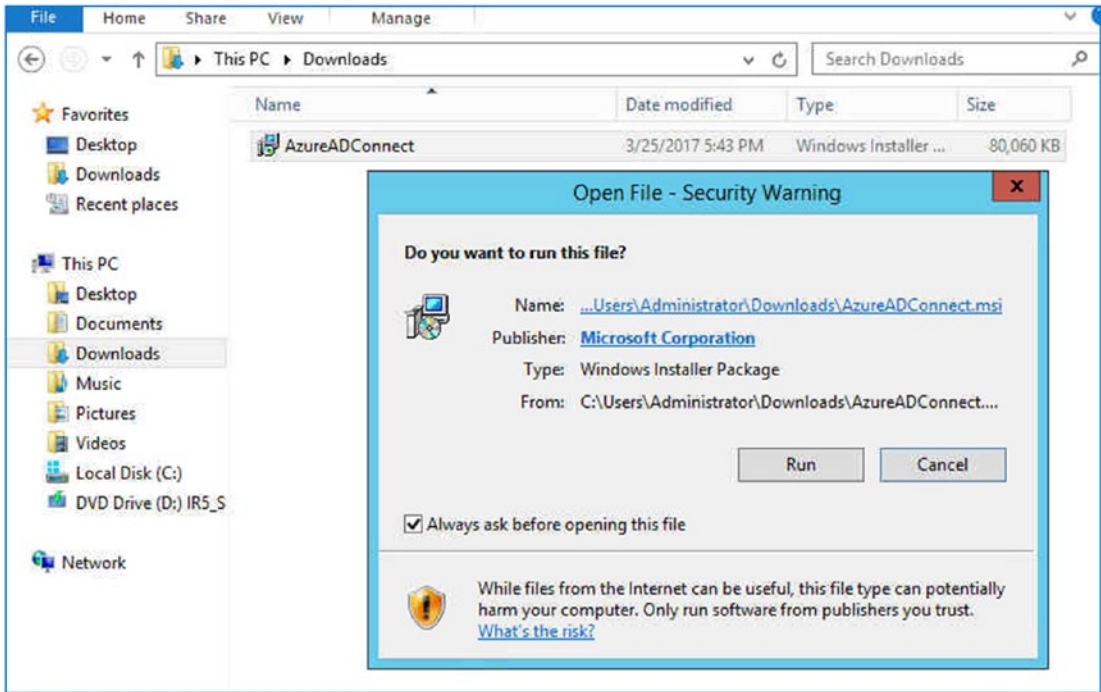 File Home Share View Manage
This PC Downloads Search Downloads
Name Date modified Type Size
AzureADConnect 3/25/2017 5:43 PM Windows Installer ... 80,060 KB
Favorites
Desktop
Downloads
Recent places
This PC
Desktop
Documents
Downloads
Music
Pictures
Videos
Local Disk (C:)
DVD Drive (D:) IR5_S
Network
Open File - Security Warning
x
Do you want to run this file?
Name: ...Users\Administrator\Downloads\AzureADConnect.msi
Publisher: Microsoft Corporation
Type: Windows Installer Package
From: C:\Users\Administrator\Downloads\AzureADConnect....
Run Cancel
Always ask before opening this file
While files from the Internet can be useful, this file type can potentially
harm your computer. Only run software from publishers you trust.
What's the risk?